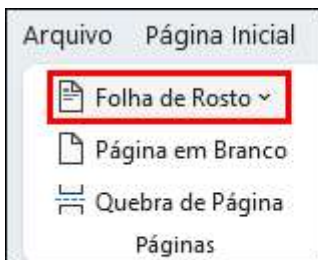 Arquivo Página Inicial
Folha de Rosto
Página em Branco
Quebra de Página
Páginas